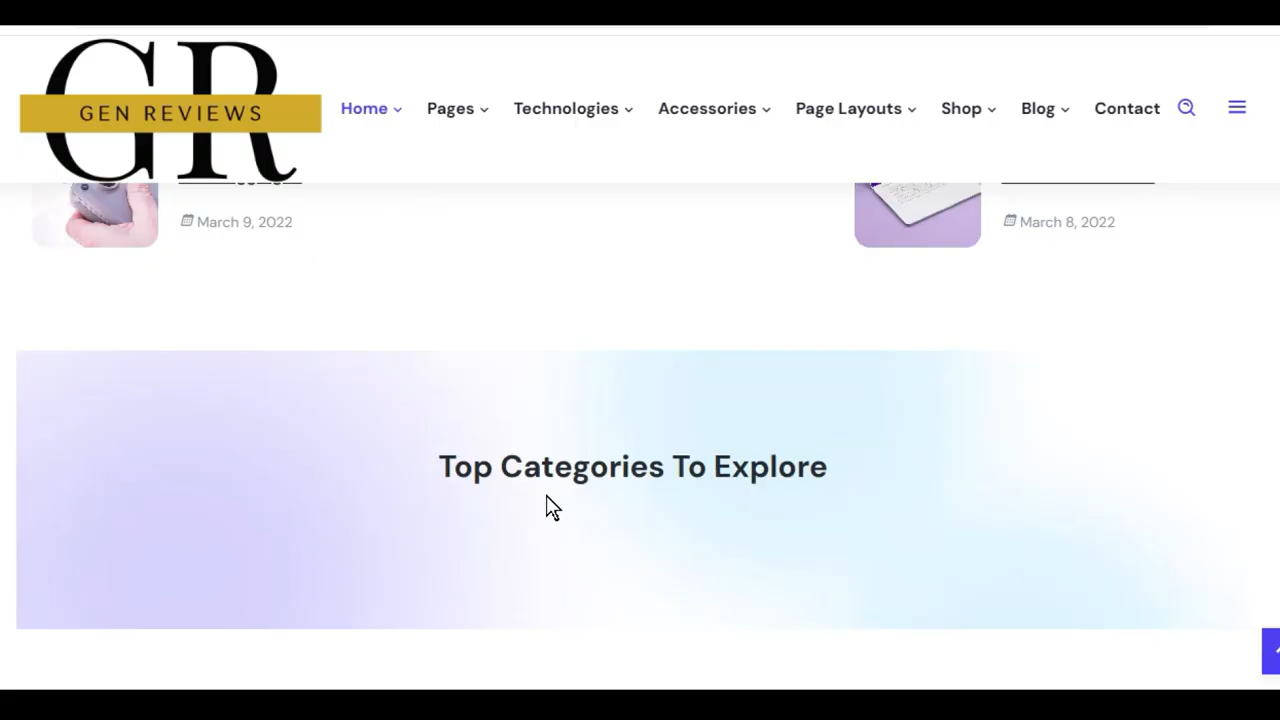 GR
GEN REVIEWS
Home Pages Technologies Accessories Page Layouts Shop Blog Contact
March 9, 2022
March 8, 2022
Top Categories To Explore